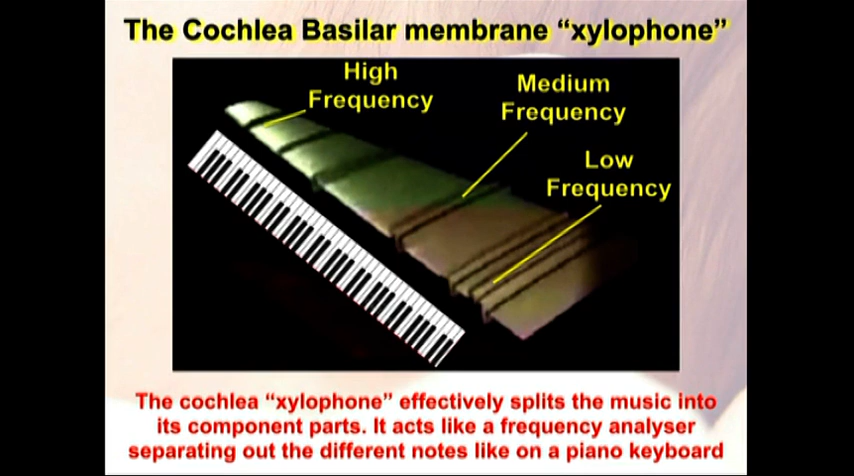 The Cochlea Basilar membrane “xylophone”
High
Frequency
Medium
Frequency
Low
Frequency
The cochlea “xylophone” effectively splits the music into
its component parts. It acts like a frequency analyser
separating out the different notes like on a piano keyboard